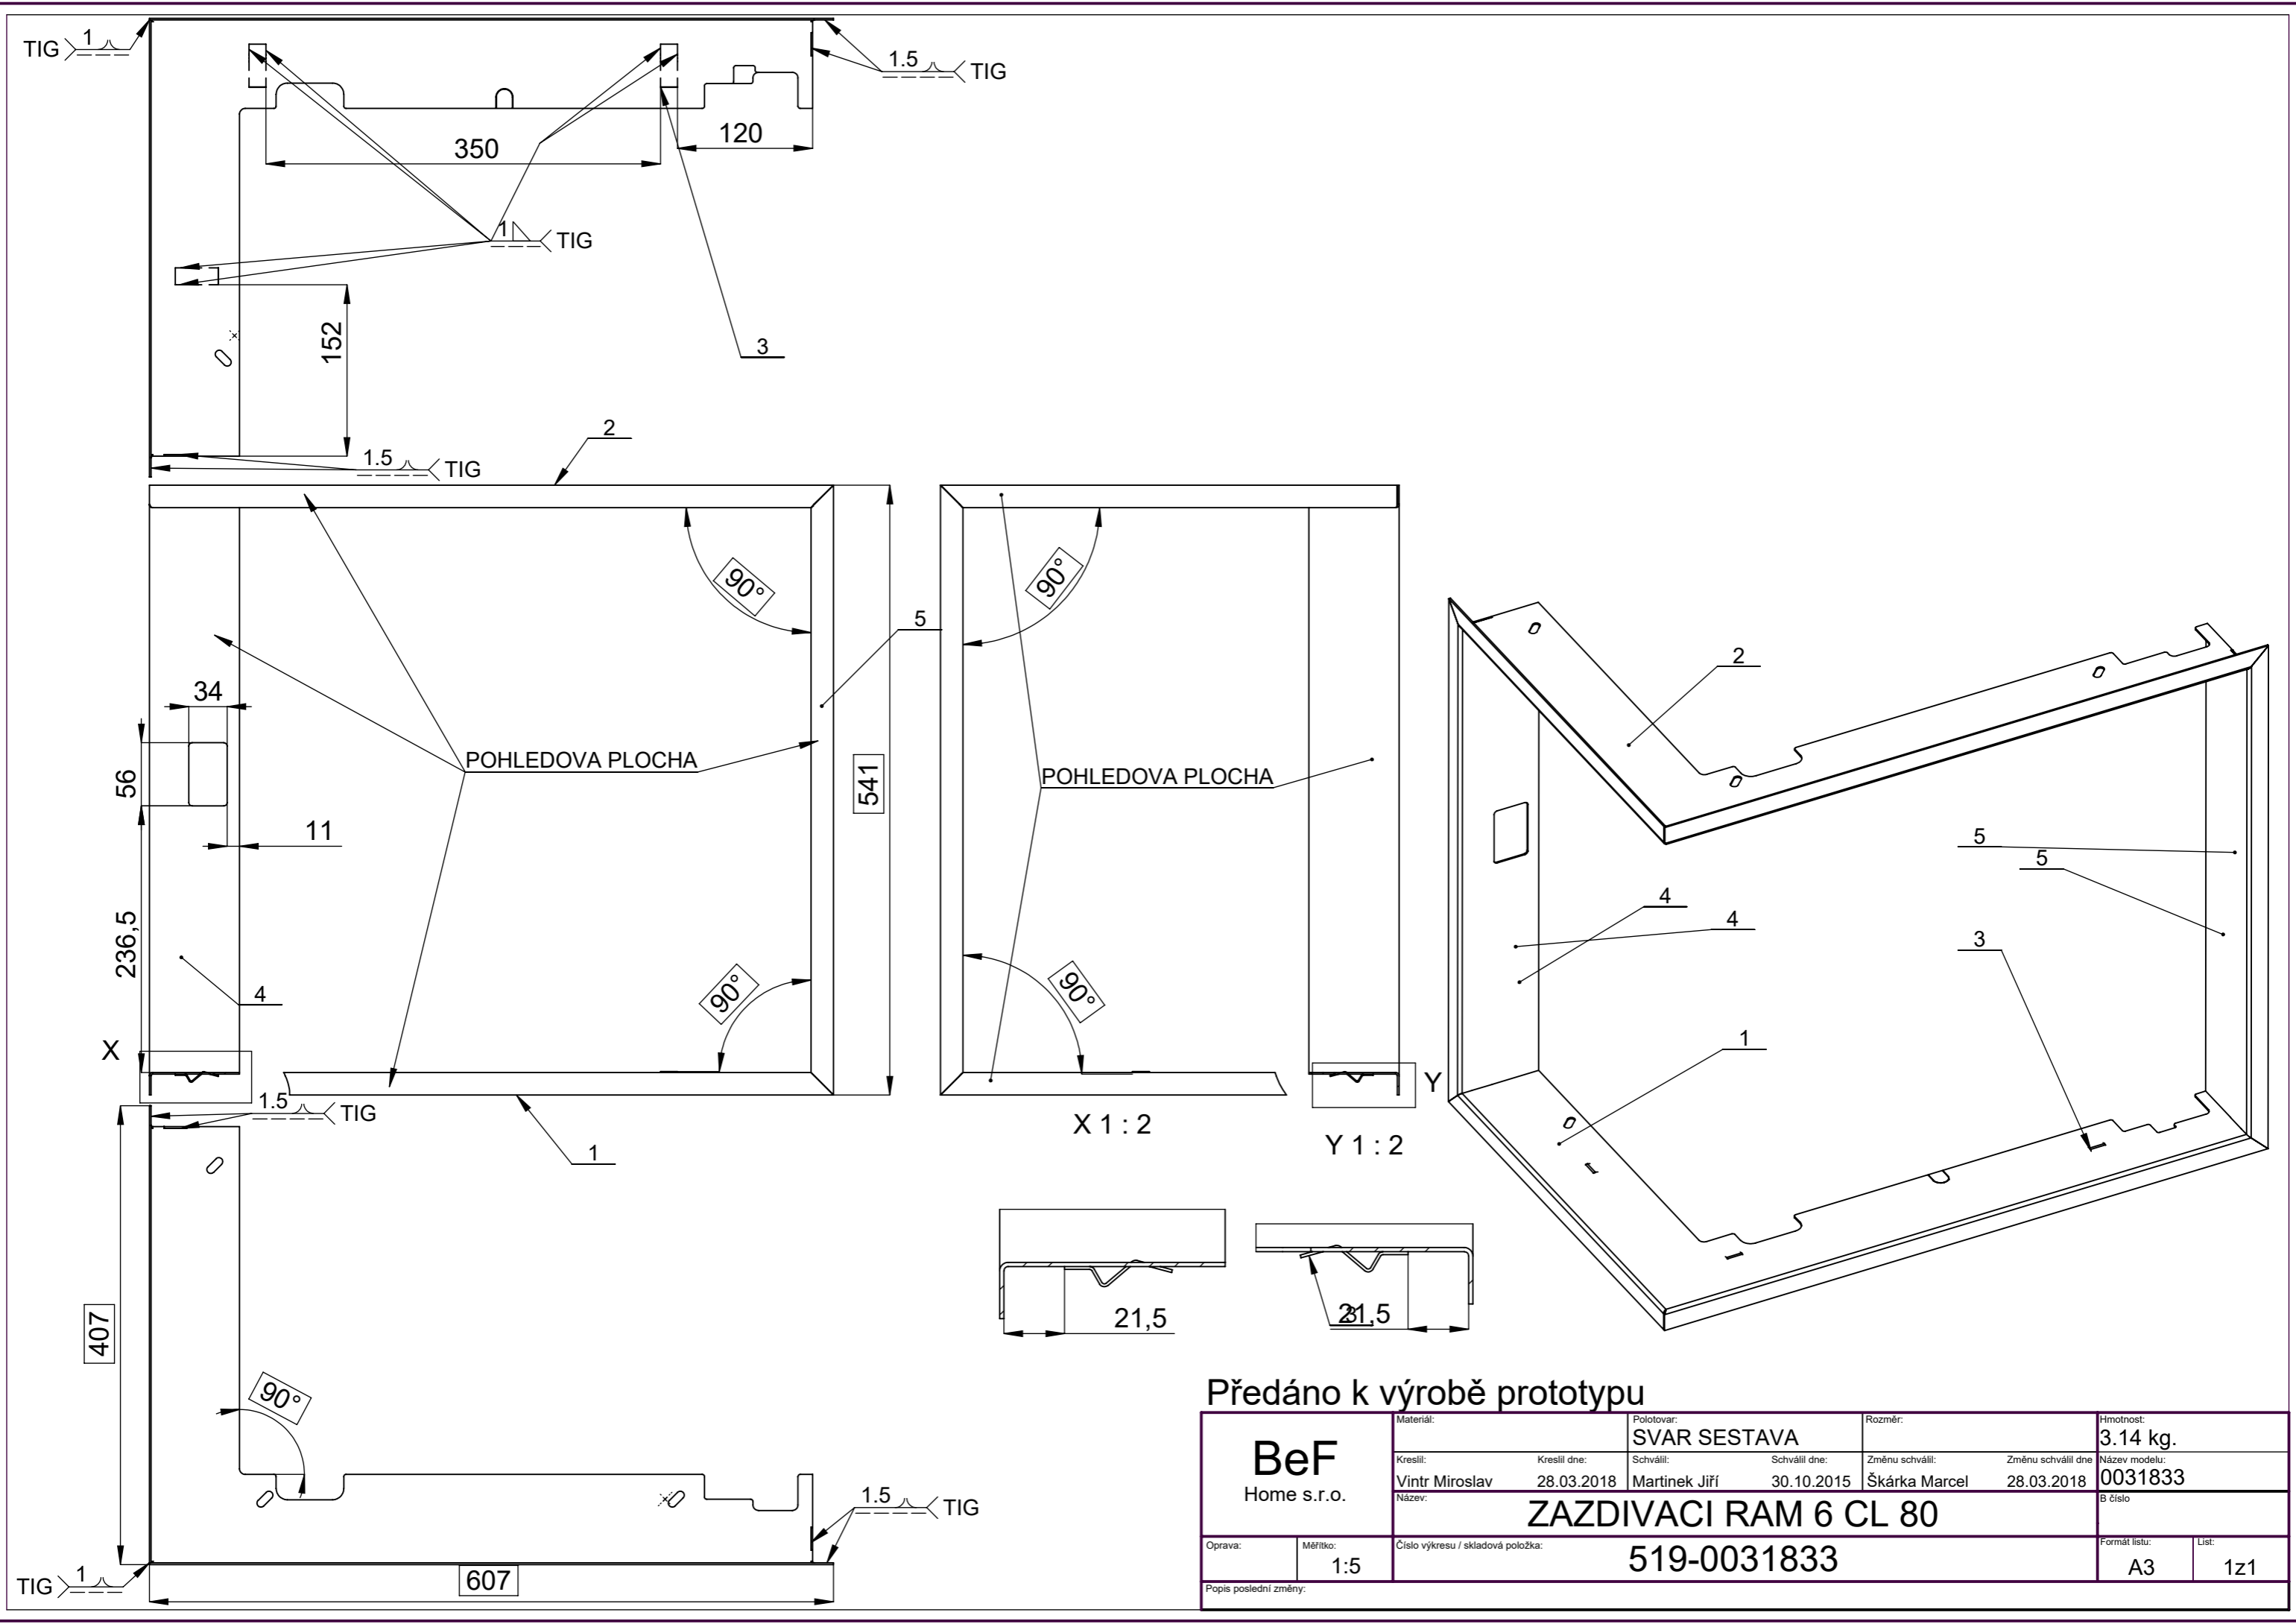 TIG 1
1.5 TIG
350
120
1 TIG
152
3
1.5 TIG
2
90°
90°
5
34
56
11
POHLEDOVA PLOCHA
POHLEDOVA PLOCHA
541
236,5
4
90°
90°
X
Y
1.5 TIG
1
X 1 : 2
Y 1 : 2
2
5
5
4
4
3
1
21,5
21,5
3
407
90°
1.5 TIG
TIG 1
607
Předáno k výrobě prototypu
BeF
Home s.r.o.
Materiál:
Polotovar:
SVAR SESTAVA
Rozměr:
Hmotnost:
3.14 kg.
Kreslil:
Vintr Miroslav
Kreslil dne:
28.03.2018
Schválil:
Martinek Jiří
Schválil dne:
30.10.2015
Změnu schválil:
Škárka Marcel
Změnu schválil dne
28.03.2018
Název modelu:
0031833
Název:
ZAZDIVACI RAM 6 CL 80
B číslo
Oprava:
Měřítko:
1:5
Číslo výkresu / skladová položka:
519-0031833
Formát listu:
A3
List:
1z1
Popis poslední změny: